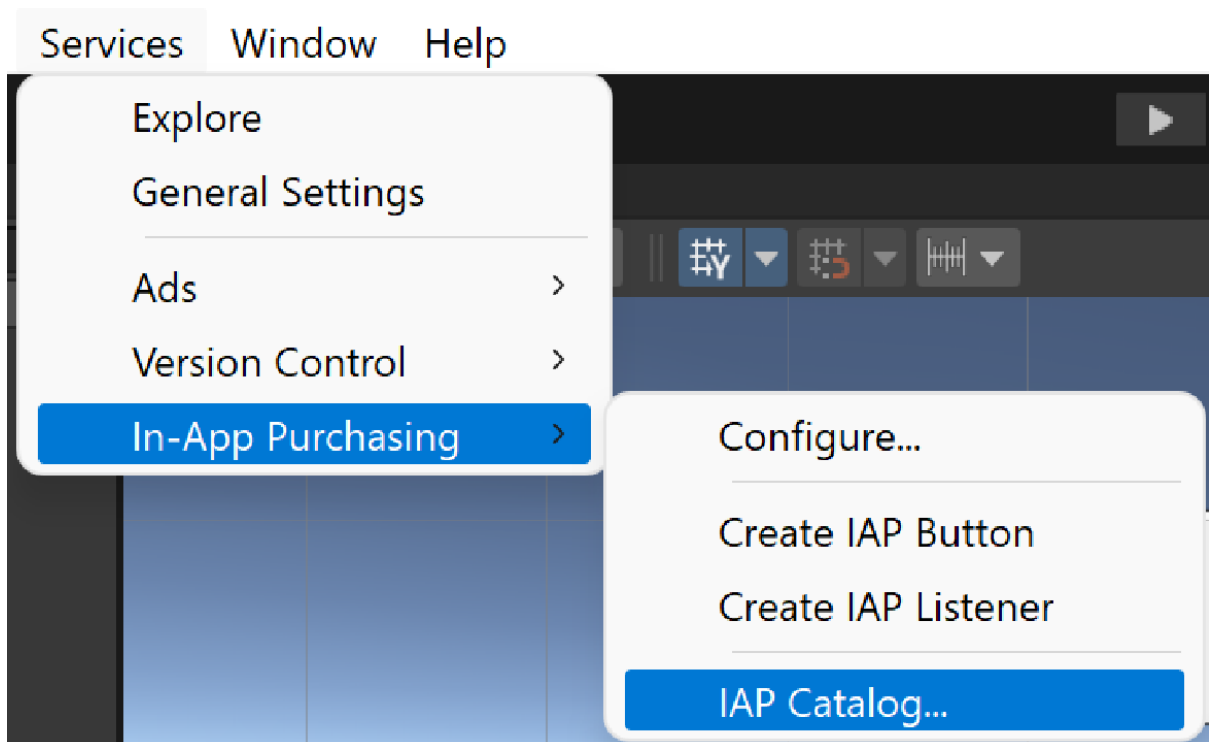 Services Window Help
Explore
General Settings
Ads
Version Control
In-App Purchasing
Configure...
Create IAP Button
Create IAP Listener
IAP Catalog...